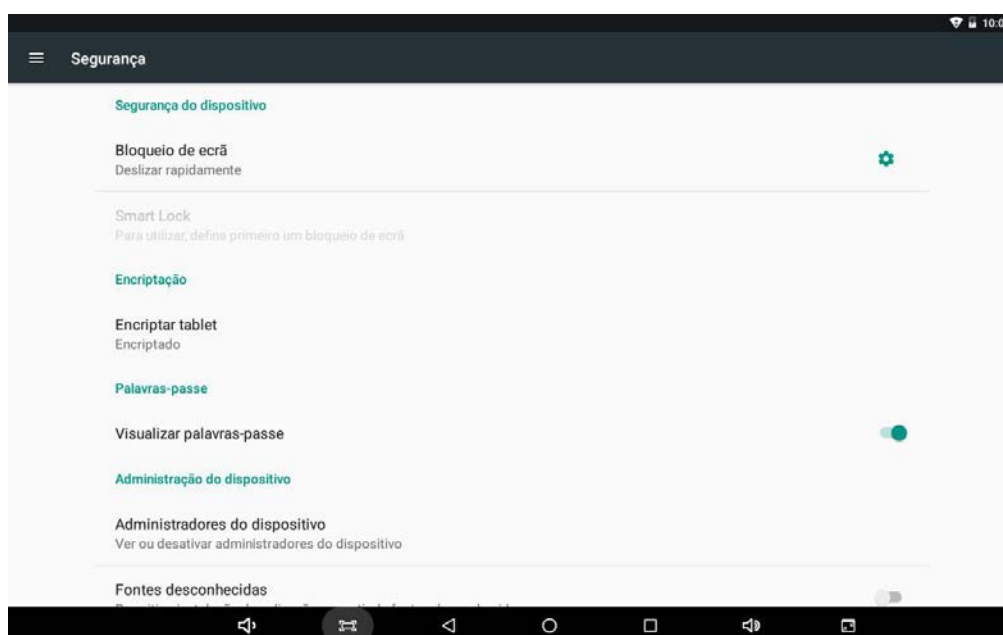 10:0
Segurança
Segurança do dispositivo
Bloqueio de ecrã
Deslizar rapidamente
Smart Lock
Para utilizar, defina primeiro um bloqueio de ecrã
Encriptação
Encriptar tablet
Encriptado
Palavras-passe
Visualizar palavras-passe
Administração do dispositivo
Administradores do dispositivo
Ver ou desativar administradores do dispositivo
Fontes desconhecidas